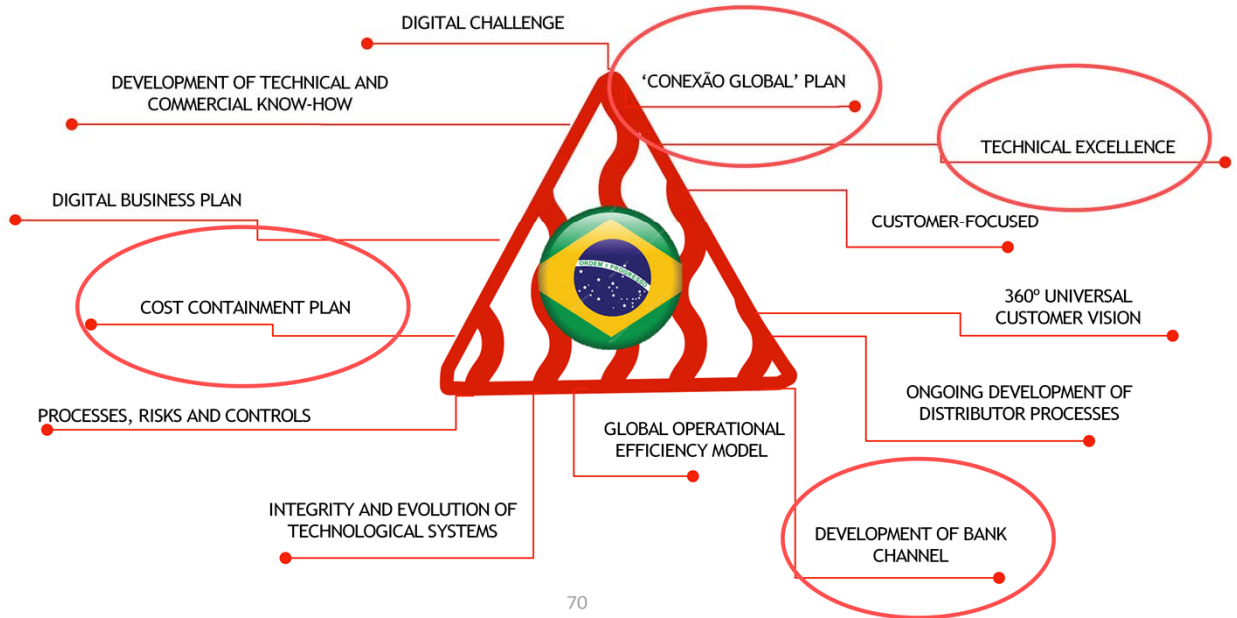 DIGITAL CHALLENGE
DEVELOPMENT OF TECHNICAL AND
COMMERCIAL KNOW-HOW
‘CONEXÃO GLOBAL’ PLAN
TECHNICAL EXCELLENCE
DIGITAL BUSINESS PLAN
CUSTOMER-FOCUSED
ORDEM E PROGRESSO
COST CONTAINMENT PLAN
360º UNIVERSAL
CUSTOMER VISION
PROCESSES, RISKS AND CONTROLS
ONGOING DEVELOPMENT OF
DISTRIBUTOR PROCESSES
GLOBAL OPERATIONAL
EFFICIENCY MODEL
INTEGRITY AND EVOLUTION OF
TECHNOLOGICAL SYSTEMS
DEVELOPMENT OF BANK
CHANNEL
70